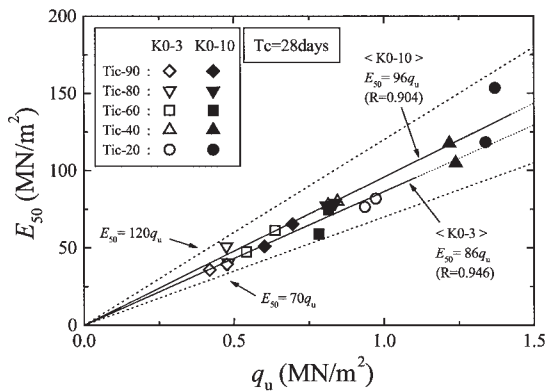 200
150
100
50
0
0.0
0.5
1.0
1.5
E50 (MN/m²)
qu (MN/m²)
K0-3 K0-10
Tic-90 :
Tic-80 :
Tic-60 :
Tic-40 :
Tic-20 :
Tc=28days
< K0-10 >
E50= 96qu
(R=0.904)
E50= 120qu
< K0-3 >
E50= 86qu
(R=0.946)
E50= 70qu